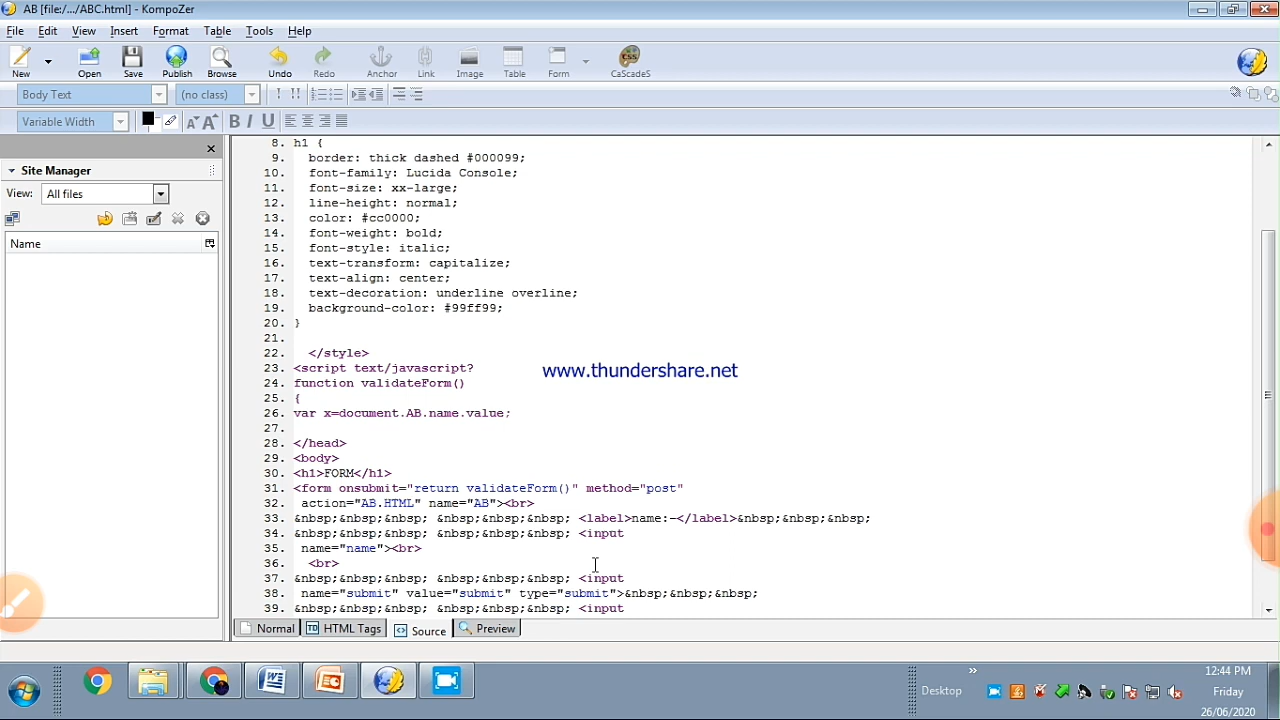 AB [file:/.../ABC.html] - KompoZer
File Edit View Insert Format Table Tools Help
New Open Save Publish Browse Undo Redo Anchor Link Image Table Form CaScadeS
Body Text (no class)
Variable Width
Site Manager
View: All files
Name
8. h1 {
9. border: thick dashed #000099;
10. font-family: Lucida Console;
11. font-size: xx-large;
12. line-height: normal;
13. color: #cc0000;
14. font-weight: bold;
15. font-style: italic;
16. text-transform: capitalize;
17. text-align: center;
18. text-decoration: underline overline;
19. background-color: #99ff99;
20. }
21.
22. </style>
23. <script text/javascript?
www.thundershare.net
24. function validateForm()
25. {
26. var x=document.AB.name.value;
27.
28. </head>
29. <body>
30. <h1>FORM</h1>
31. <form onsubmit="return validateForm()" method="post"
32. action="AB.HTML" name="AB"><br>
33. &nbsp;&nbsp;&nbsp; &nbsp;&nbsp;&nbsp; <label>name:-</label>&nbsp;&nbsp;&nbsp;
34. &nbsp;&nbsp;&nbsp; &nbsp;&nbsp;&nbsp; <input
35. name="name"><br>
36. <br>
37. &nbsp;&nbsp;&nbsp; &nbsp;&nbsp;&nbsp; <input
38. name="submit" value="submit" type="submit">&nbsp;&nbsp;&nbsp;
39. &nbsp;&nbsp;&nbsp; &nbsp;&nbsp;&nbsp; <input
Normal HTML Tags Source Preview
Desktop
12:44 PM
Friday
26/06/2020